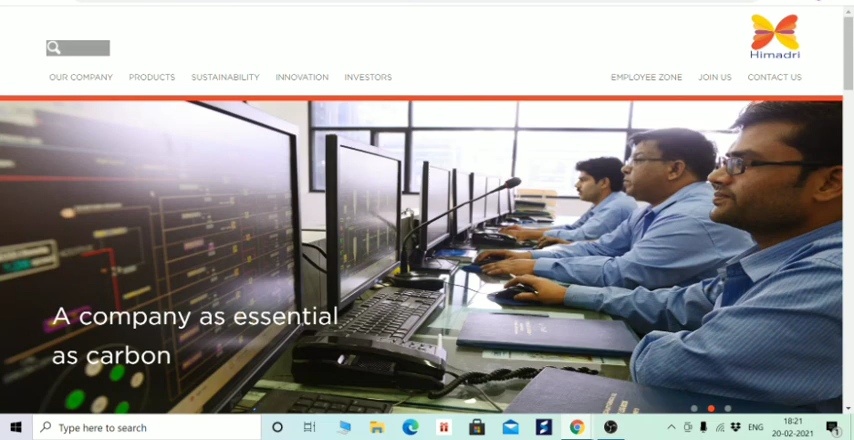 Himadri
OUR COMPANY PRODUCTS SUSTAINABILITY INNOVATION INVESTORS
EMPLOYEE ZONE JOIN US CONTACT US
A company as essential
as carbon
Type here to search
ENG
18:21
20-02-2021